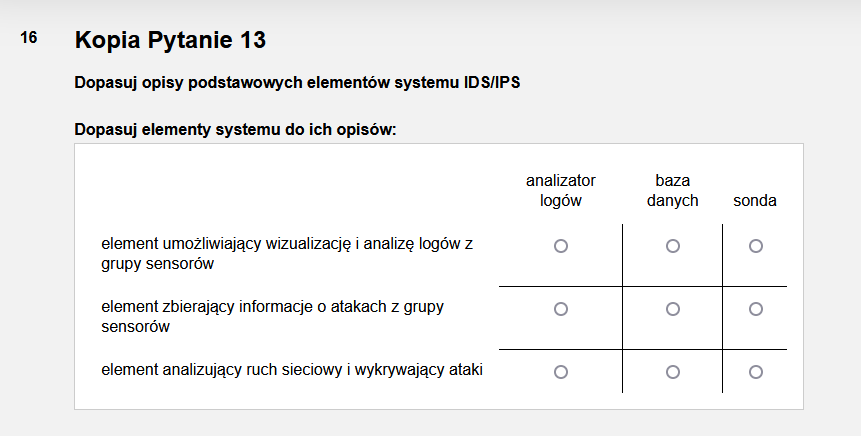 16
Kopia Pytanie 13
Dopasuj opisy podstawowych elementów systemu IDS/IPS
Dopasuj elementy systemu do ich opisów:
analizator
logów
baza
danych
sonda
element umożliwiający wizualizację i analizę logów z
grupy sensorów
element zbierający informacje o atakach z grupy
sensorów
element analizujący ruch sieciowy i wykrywający ataki